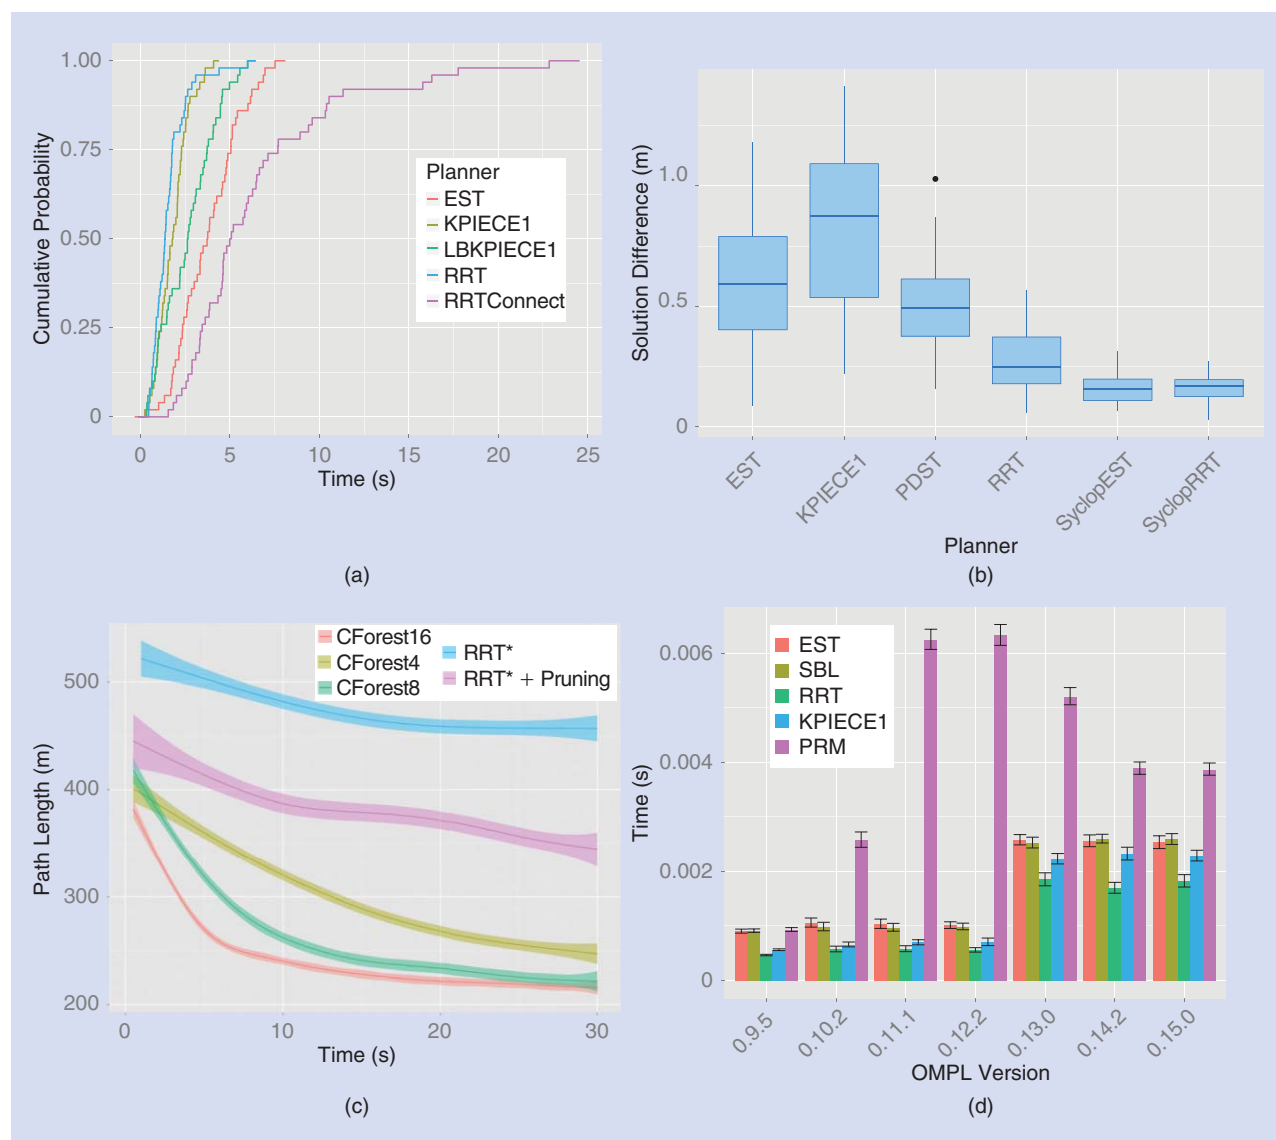 1.00
0.75
0.50
0.25
0
Cumulative Probability
Planner
EST
KPIECE1
LBKPIECE1
RRT
RRTConnect
0 5 10 15 20 25
Time (s)
(a)
1.0
0.5
0
Solution Difference (m)
EST KPIECE1 PDST RRT SyclopEST SyclopRRT
Planner
(b)
CForest16
CForest4
CForest8
RRT*
RRT* + Pruning
500
400
300
200
Path Length (m)
0 10 20 30
Time (s)
(c)
EST
SBL
RRT
KPIECE1
PRM
0.006
0.004
0.002
0
Time (s)
0.9.5 0.10.2 0.11.1 0.12.2 0.13.0 0.14.2 0.15.0
OMPL Version
(d)